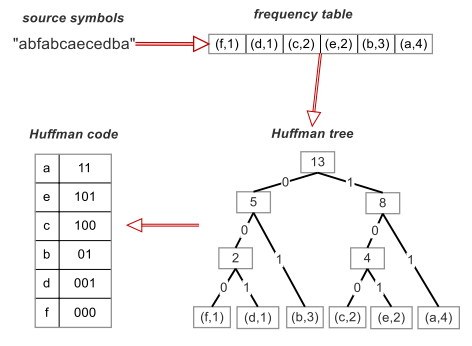 source symbols
frequency table
"abfabcaecedba"
(f,1) (d,1) (c,2) (e,2) (b,3) (a,4)
Huffman code
Huffman tree
a 11
e 101
c 100
b 01
d 001
f 000
13
0 1
5 8
0 0
2 1 4 1
0 1 0 1
(f,1) (d,1) (b,3) (c,2) (e,2) (a,4)